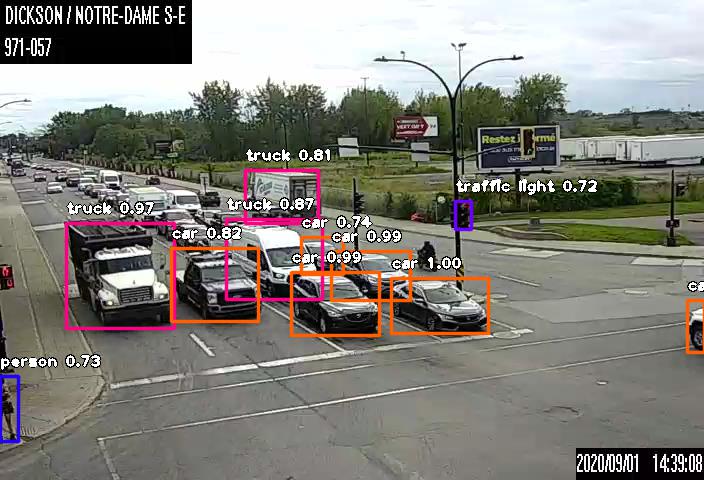 DICKSON / NOTRE-DAME S-E
971-057
truck 0.81
traffic light 0.72
truck 0.97
truck 0.87
car 0.74
car 0.82
car 0.99
car 0.99
car 1.00
ca
person 0.73
Restez
2020/09/01 14:39:08